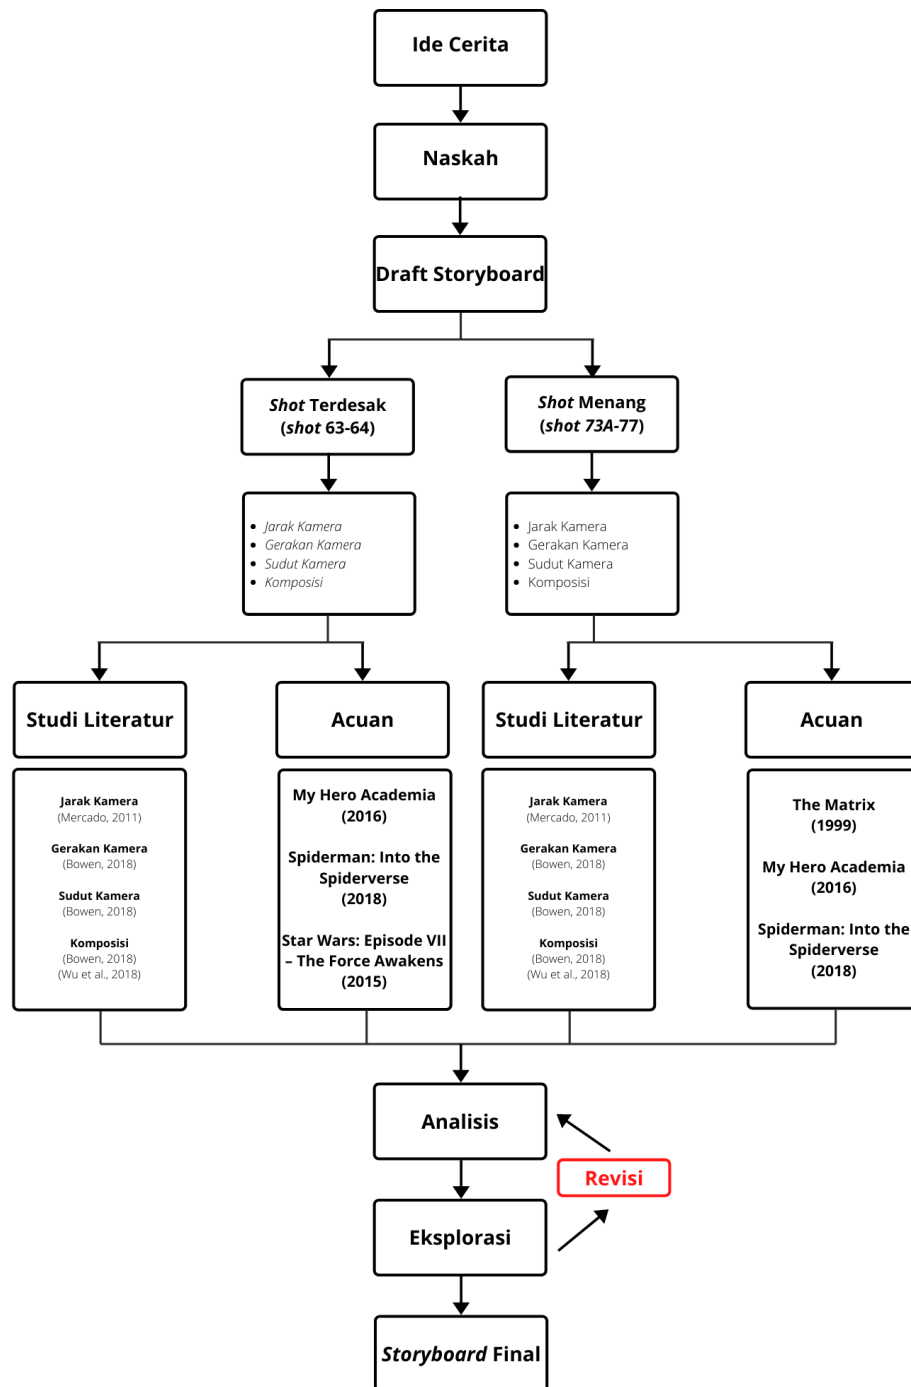 Ide Cerita
Naskah
Draft Storyboard
Shot Terdesak
(shot 63-64)
Shot Menang
(shot 73A-77)
• Jarak Kamera
• Gerakan Kamera
• Sudut Kamera
• Komposisi
• Jarak Kamera
• Gerakan Kamera
• Sudut Kamera
• Komposisi
Studi Literatur
Acuan
Studi Literatur
Acuan
Jarak Kamera
(Mercado, 2011)
Gerakan Kamera
(Bowen, 2018)
Sudut Kamera
(Bowen, 2018)
Komposisi
(Bowen, 2018)
(Wu et al., 2018)
My Hero Academia
(2016)
Spiderman: Into the
Spiderverse
(2018)
Star Wars: Episode VII
– The Force Awakens
(2015)
Jarak Kamera
(Mercado, 2011)
Gerakan Kamera
(Bowen, 2018)
Sudut Kamera
(Bowen, 2018)
Komposisi
(Bowen, 2018)
(Wu et al., 2018)
The Matrix
(1999)
My Hero Academia
(2016)
Spiderman: Into the
Spiderverse
(2018)
Analisis
Revisi
Eksplorasi
Storyboard Final